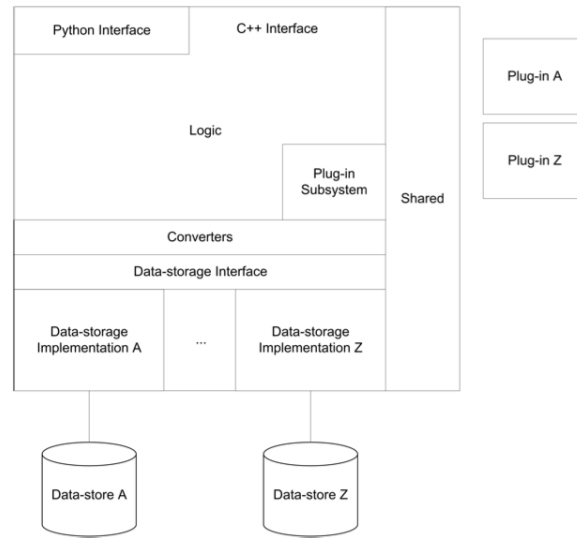 Python Interface
C++ Interface
Plug-in A
Logic
Plug-in Z
Plug-in
Subsystem
Shared
Converters
Data-storage Interface
Data-storage
Implementation A
...
Data-storage
Implementation Z
Data-store A
Data-store Z